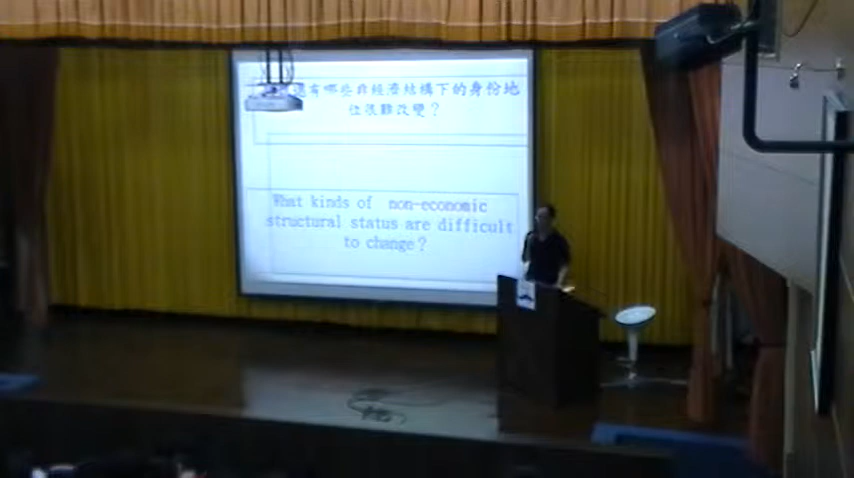 還有哪些非經濟結構下的身份地
位很難改變？
What kinds of non-economic
structural status are difficult
to change?